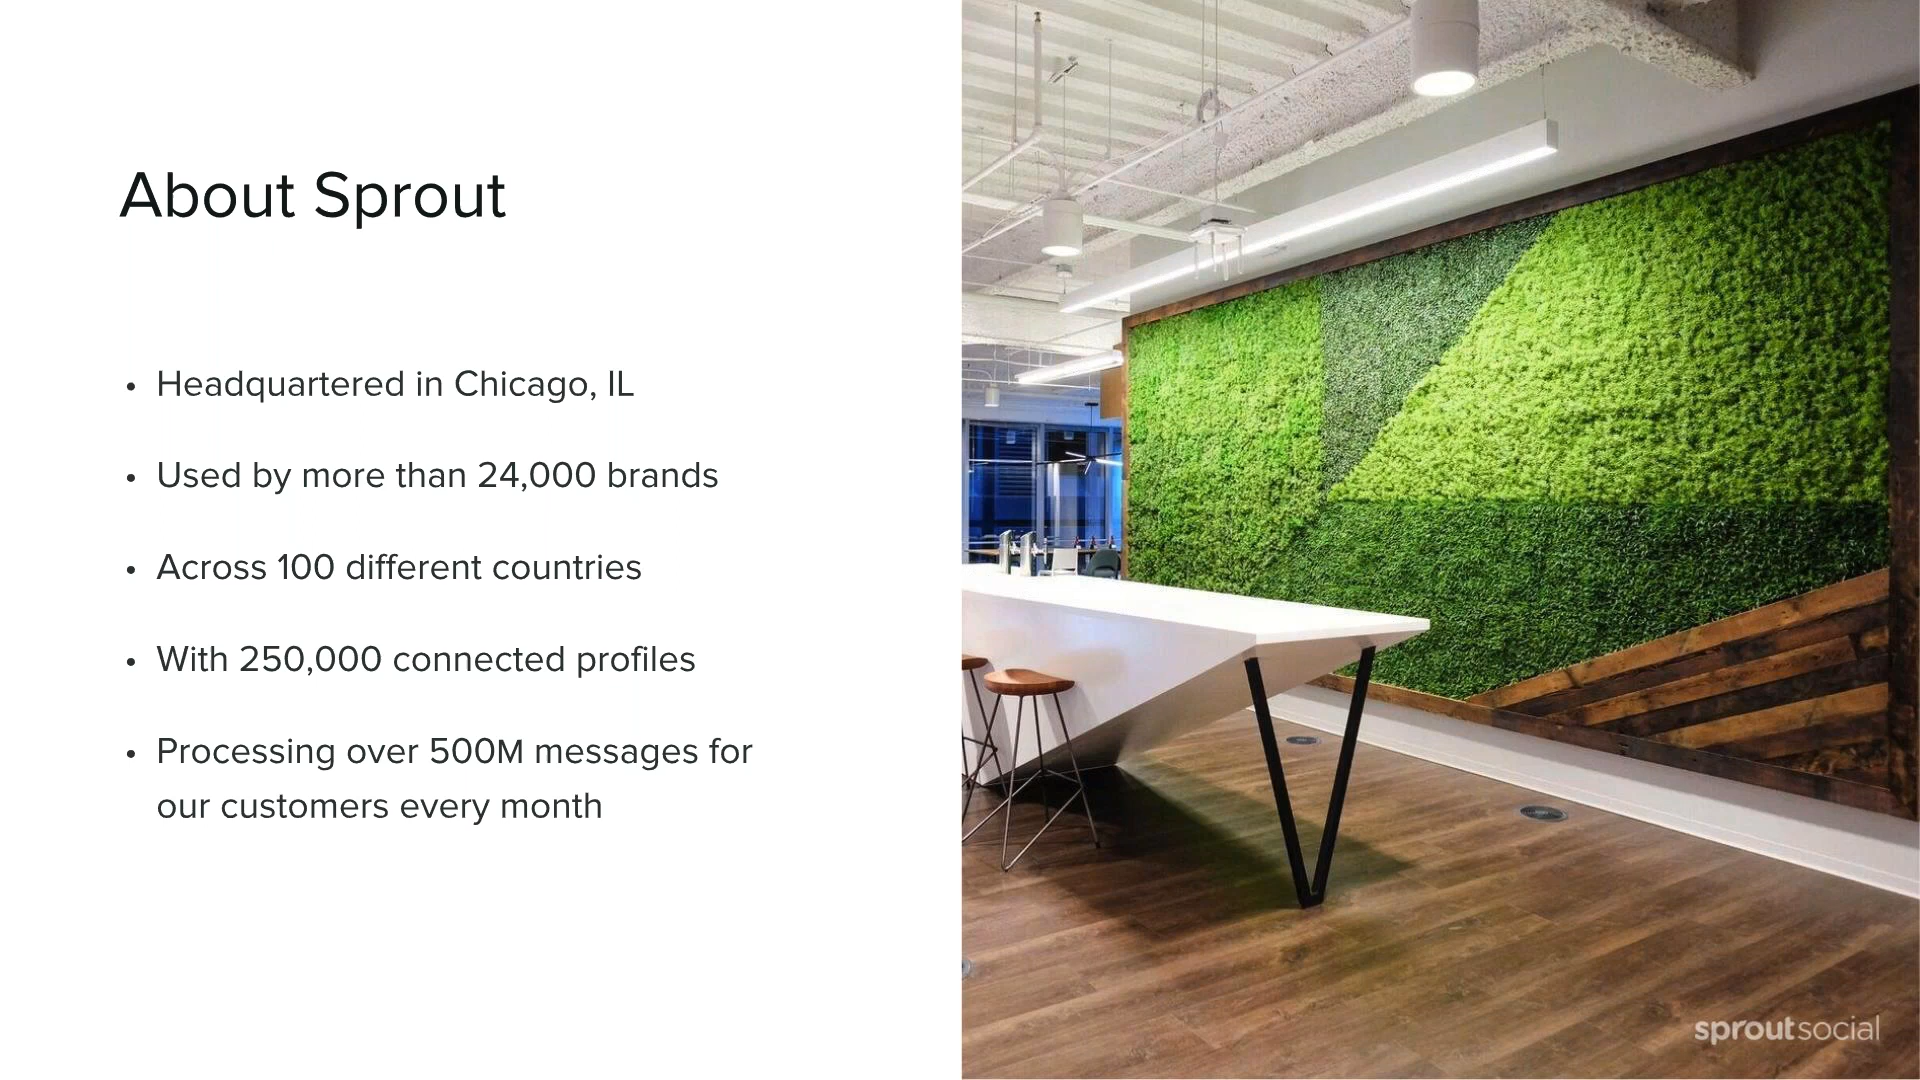 About Sprout
• Headquartered in Chicago, IL
• Used by more than 24,000 brands
• Across 100 different countries
• With 250,000 connected profiles
• Processing over 500M messages for
our customers every month
sproutsocial